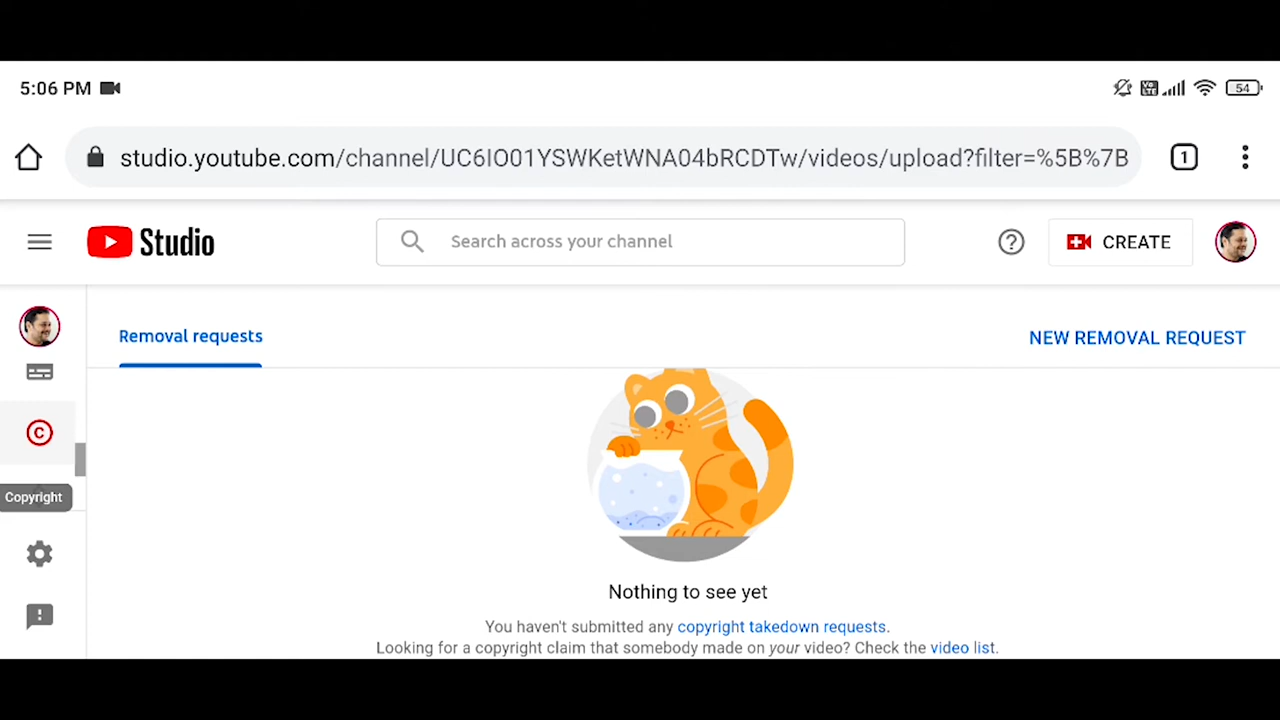 5:06 PM
54
studio.youtube.com/channel/UC6IO01YSWKetWNA04bRCDTw/videos/upload?filter=%5B%7B
1
Studio
Search across your channel
CREATE
Removal requests
NEW REMOVAL REQUEST
Copyright
Nothing to see yet
You haven't submitted any copyright takedown requests.
Looking for a copyright claim that somebody made on your video? Check the video list.